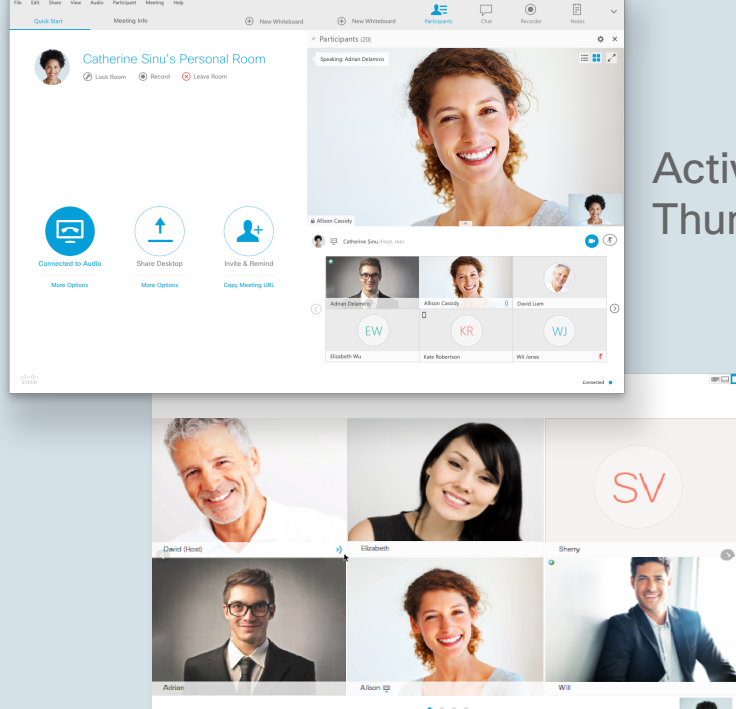 File Edit Share View Audio Participant Meeting Help
Quick Start Meeting Info New Whiteboard New Whiteboard Participants Chat Recorder Notes
Participants (20)
Catherine Sinu's Personal Room
Lock Room Record Leave Room
Speaking: Adrian Delamico
Allison Cassidy
Catherine Sinu (Host, me)
Connected to Audio Share Desktop Invite & Remind
More Options More Options Copy Meeting URL
Adrian Delamico Allison Cassidy David Liam
EW KR WJ
Elizabeth Wu Kate Robertson Wil Jones
CISCO
Connected
Activ
Thur
SV
David (Host) Elizabeth Sherry
Adrian Alison Will